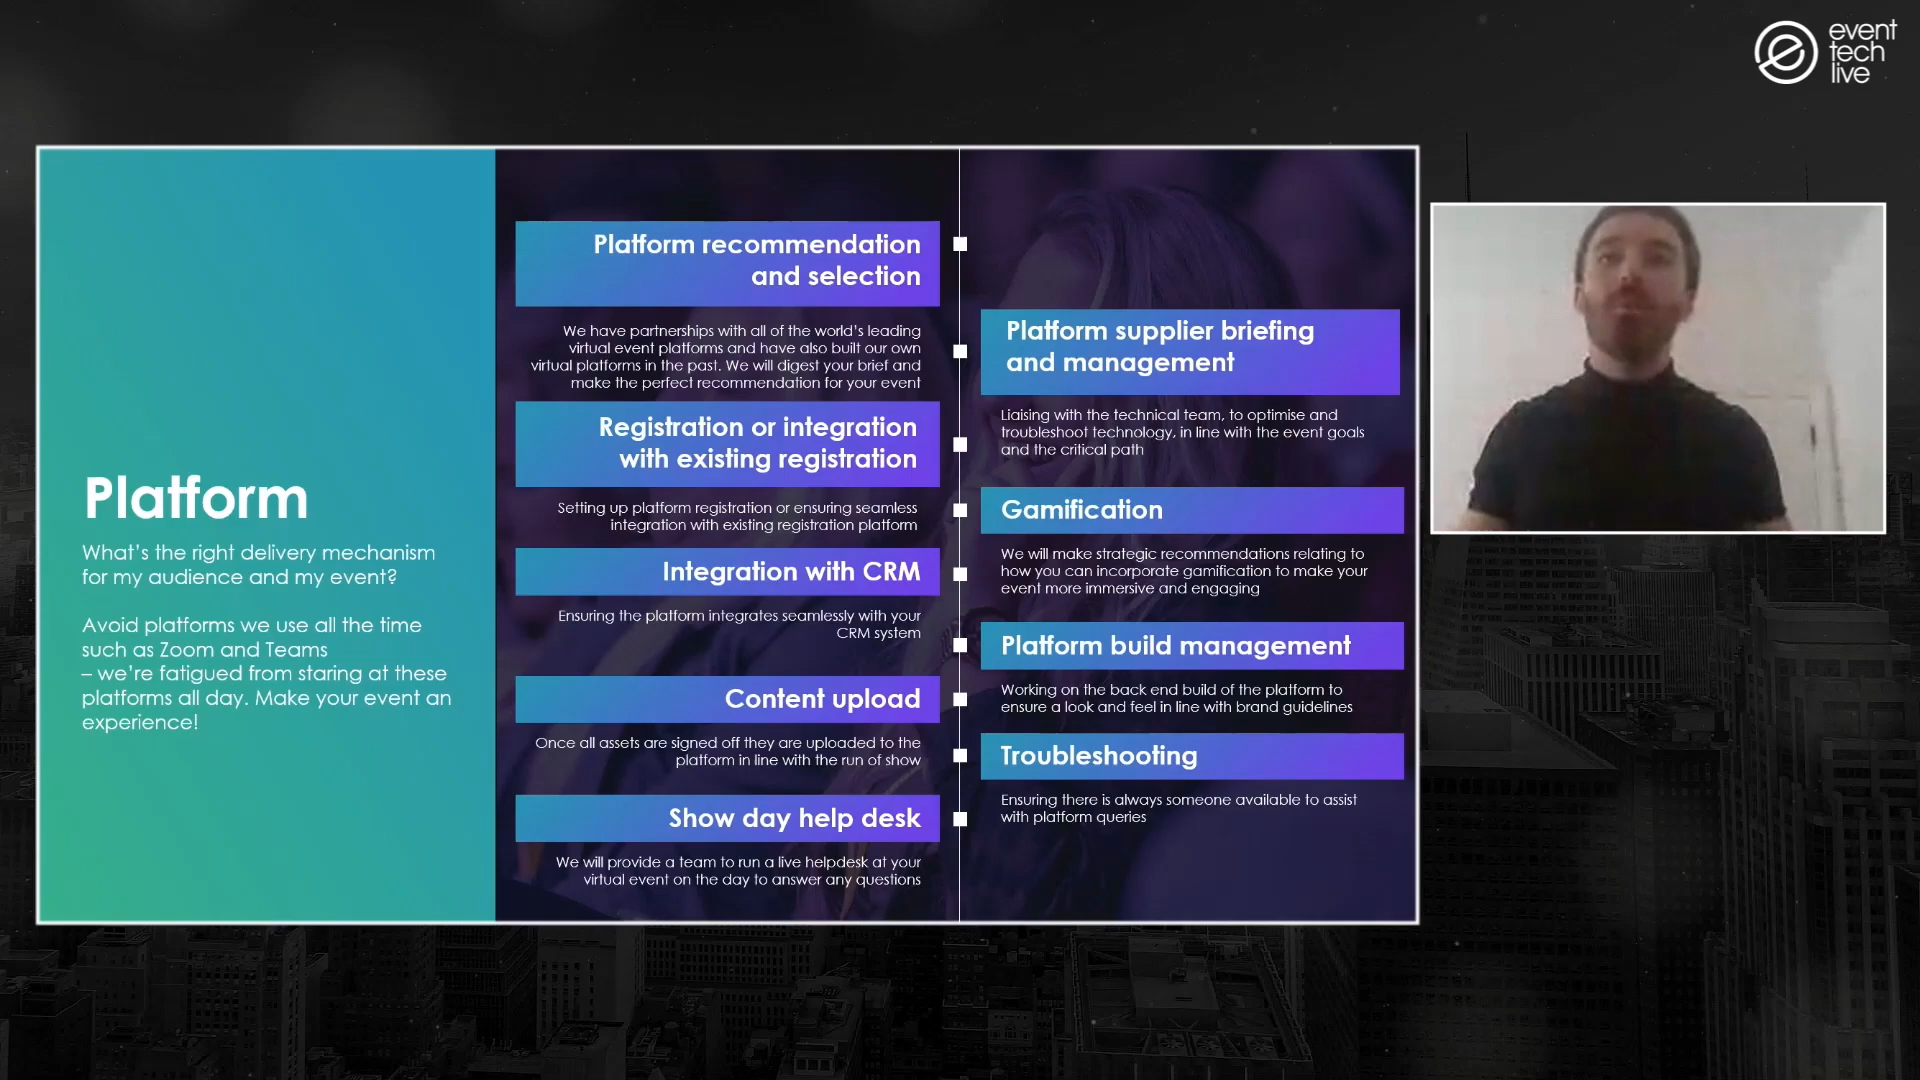 event
tech
live
Platform
What's the right delivery mechanism
for my audience and my event?
Avoid platforms we use all the time
such as Zoom and Teams
– we're fatigued from staring at these
platforms all day. Make your event an
experience!
Platform recommendation
and selection
We have partnerships with all of the world's leading
virtual event platforms and have also built our own
virtual platforms in the past. We will digest your brief and
make the perfect recommendation for your event
Registration or integration
with existing registration
Setting up platform registration or ensuring seamless
integration with existing registration platform
Integration with CRM
Ensuring the platform integrates seamlessly with your
CRM system
Content upload
Once all assets are signed off they are uploaded to the
platform in line with the run of show
Show day help desk
We will provide a team to run a live helpdesk at your
virtual event on the day to answer any questions
Platform supplier briefing
and management
Liaising with the technical team, to optimise and
troubleshoot technology, in line with the event goals
and the critical path
Gamification
We will make strategic recommendations relating to
how you can incorporate gamification to make your
event more immersive and engaging
Platform build management
Working on the back end build of the platform to
ensure a look and feel in line with brand guidelines
Troubleshooting
Ensuring there is always someone available to assist
with platform queries